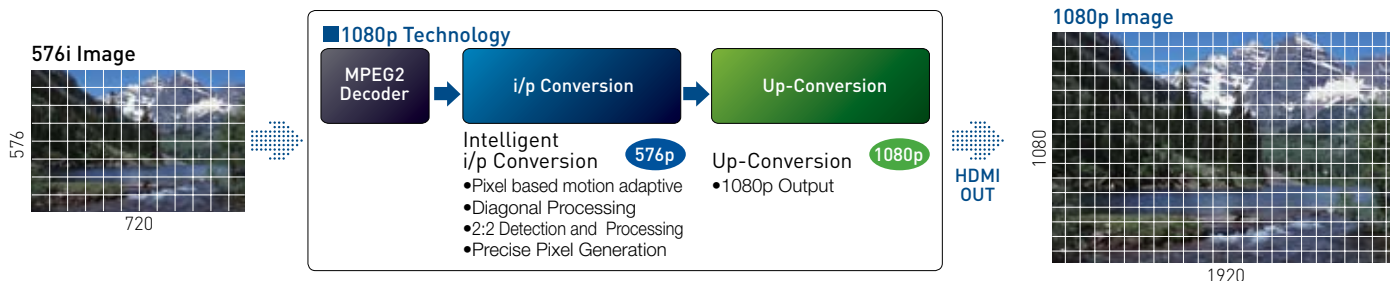 576i Image
576
720
■1080p Technology
MPEG2
Decoder
i/p Conversion
Up-Conversion
Intelligent
i/p Conversion
576p
•Pixel based motion adaptive
•Diagonal Processing
•2:2 Detection and Processing
•Precise Pixel Generation
Up-Conversion
1080p
•1080p Output
HDMI
OUT
1080p Image
1080
1920